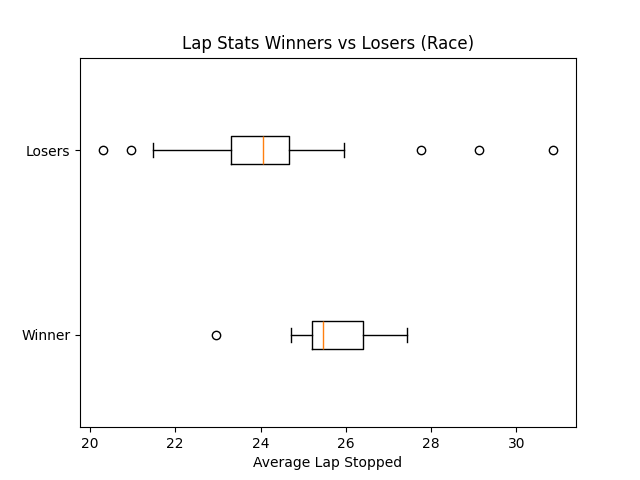 Lap Stats Winners vs Losers (Race)
Losers
Winner
20 22 24 26 28 30
Average Lap Stopped